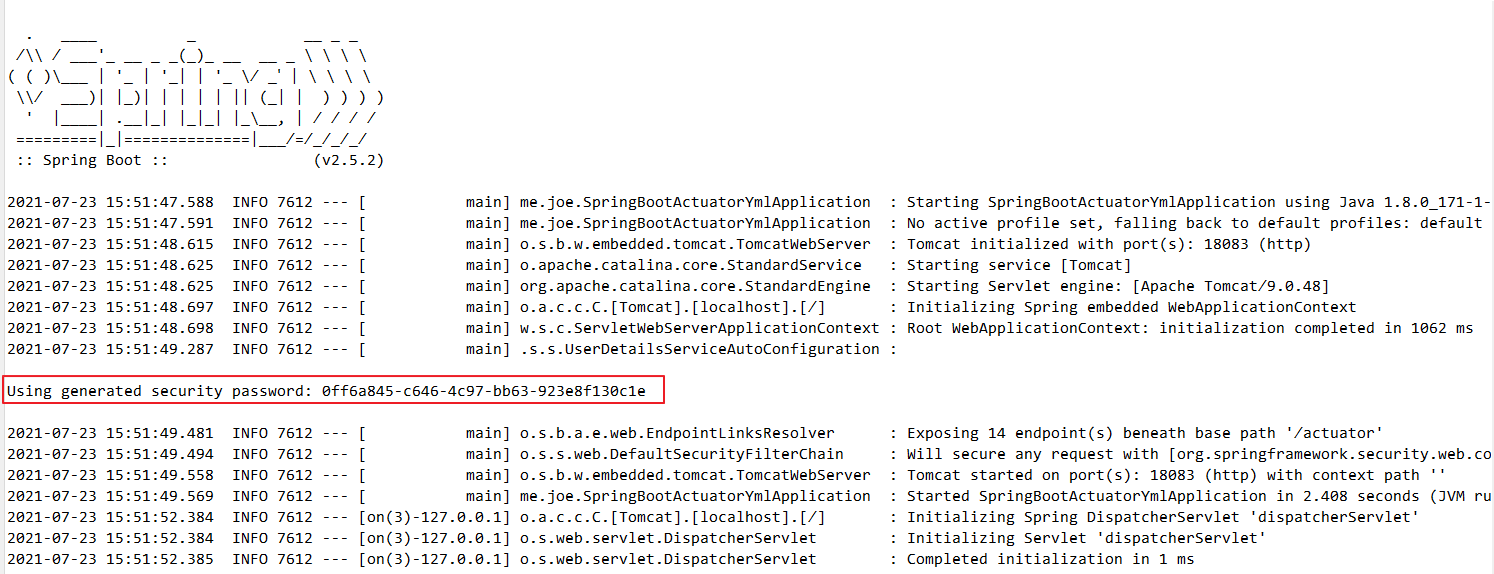 .   ____          _            __ _ _
 /\\ / ___'_ __ _ _(_)_ __  __ _ \ \ \ \
( ( )\___ | '_ | '_| | '_ \/ _` | \ \ \ \
 \\/  ___)| |_)| | | | | || (_| |  ) ) ) )
  '  |____| .__|_| |_|_| |_\__, | / / / /
 =========|_|==============|___/=/_/_/_/
 :: Spring Boot ::                (v2.5.2)
2021-07-23 15:51:47.588  INFO 7612 --- [           main] me.joe.SpringBootActuatorYmlApplication  : Starting SpringBootActuatorYmlApplication using Java 1.8.0_171-1-
2021-07-23 15:51:47.591  INFO 7612 --- [           main] me.joe.SpringBootActuatorYmlApplication  : No active profile set, falling back to default profiles: default
2021-07-23 15:51:48.615  INFO 7612 --- [           main] o.s.b.w.embedded.tomcat.TomcatWebServer  : Tomcat initialized with port(s): 18083 (http)
2021-07-23 15:51:48.625  INFO 7612 --- [           main] o.apache.catalina.core.StandardService   : Starting service [Tomcat]
2021-07-23 15:51:48.625  INFO 7612 --- [           main] org.apache.catalina.core.StandardEngine  : Starting Servlet engine: [Apache Tomcat/9.0.48]
2021-07-23 15:51:48.697  INFO 7612 --- [           main] o.a.c.c.C.[Tomcat].[localhost].[/]       : Initializing Spring embedded WebApplicationContext
2021-07-23 15:51:48.698  INFO 7612 --- [           main] w.s.c.ServletWebServerApplicationContext : Root WebApplicationContext: initialization completed in 1062 ms
2021-07-23 15:51:49.287  INFO 7612 --- [           main] .s.s.UserDetailsServiceAutoConfiguration :
Using generated security password: 0ff6a845-c646-4c97-bb63-923e8f130c1e
2021-07-23 15:51:49.481  INFO 7612 --- [           main] o.s.b.a.e.web.EndpointLinksResolver      : Exposing 14 endpoint(s) beneath base path '/actuator'
2021-07-23 15:51:49.494  INFO 7612 --- [           main] o.s.s.web.DefaultSecurityFilterChain     : Will secure any request with [org.springframework.security.web.co
2021-07-23 15:51:49.558  INFO 7612 --- [           main] o.s.b.w.embedded.tomcat.TomcatWebServer  : Tomcat started on port(s): 18083 (http) with context path ''
2021-07-23 15:51:49.569  INFO 7612 --- [           main] me.joe.SpringBootActuatorYmlApplication  : Started SpringBootActuatorYmlApplication in 2.408 seconds (JVM ru
2021-07-23 15:51:52.384  INFO 7612 --- [on(3)-127.0.0.1] o.a.c.c.C.[Tomcat].[localhost].[/]       : Initializing Spring DispatcherServlet 'dispatcherServlet'
2021-07-23 15:51:52.384  INFO 7612 --- [on(3)-127.0.0.1] o.s.web.servlet.DispatcherServlet        : Initializing Servlet 'dispatcherServlet'
2021-07-23 15:51:52.385  INFO 7612 --- [on(3)-127.0.0.1] o.s.web.servlet.DispatcherServlet        : Completed initialization in 1 ms